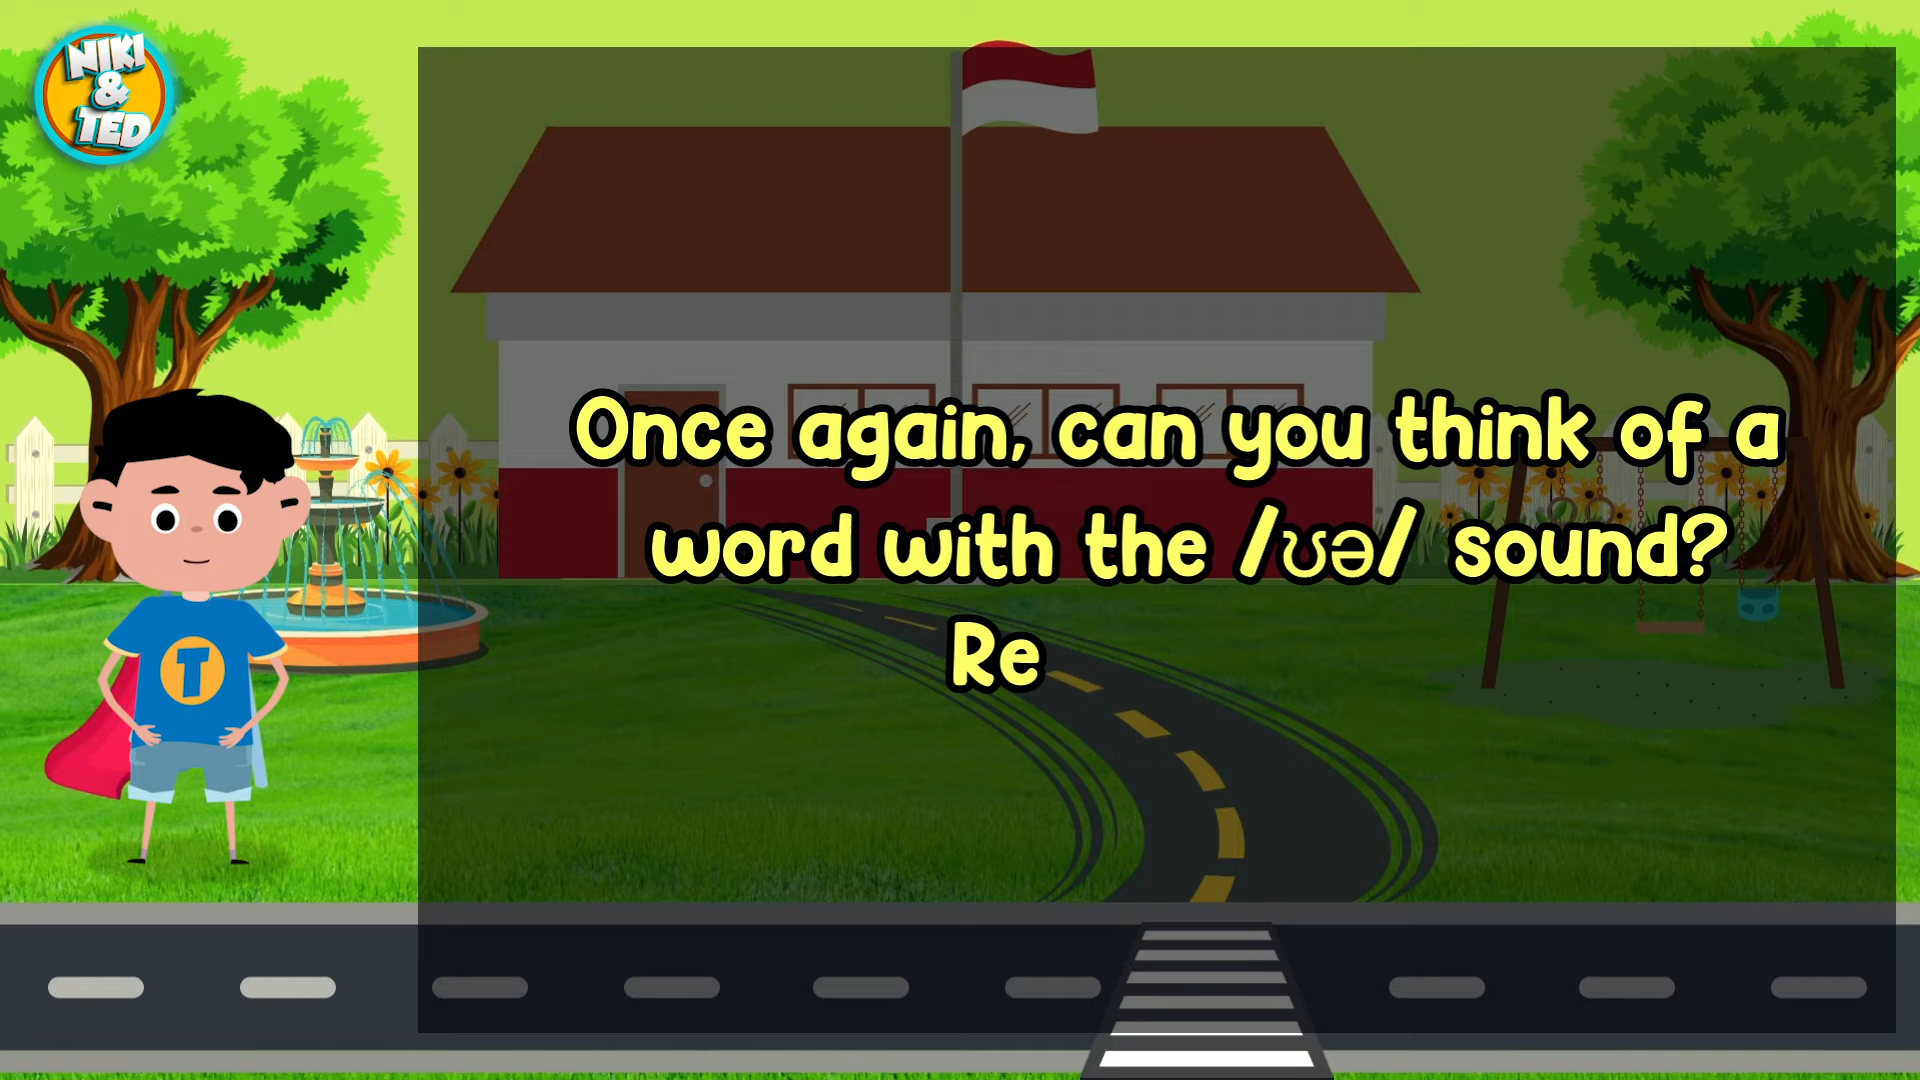 NIKI
&
TED
Once again, can you think of a
word with the /ʊə/ sound?
Re
T